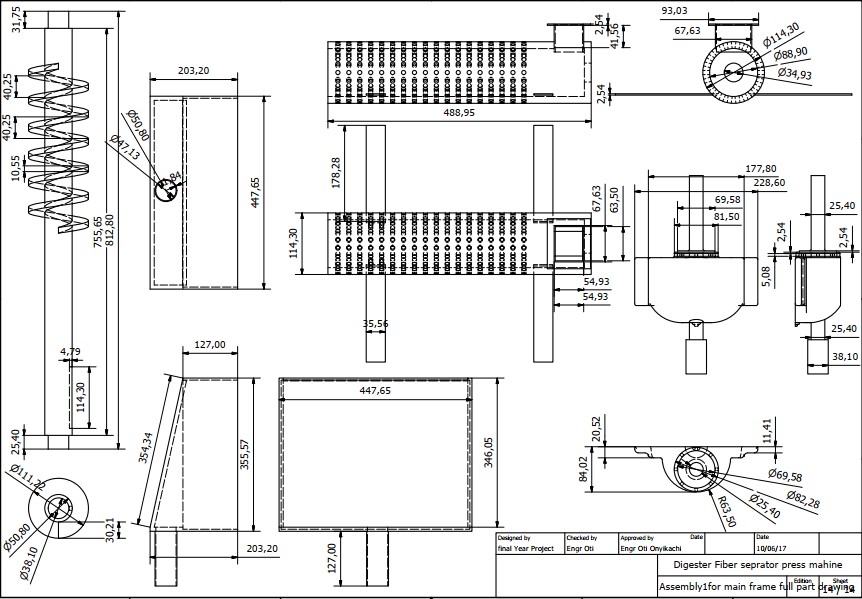 31,75
40,25
40,25
10,55
755,65
812,80
4,79
114,30
25,40
Ø111,22
Ø50,80
Ø38,10
30,21
203,20
Ø50,80
Ø47,13
447,65
127,00
354,34
355,57
203,20
488,95
2,54
41,56
178,28
114,30
67,63
63,50
54,93
54,93
35,56
447,65
346,05
127,00
93,03
67,63
Ø114,30
Ø88,90
Ø34,93
2,54
177,80
228,60
69,58
81,50
2,54
5,08
25,40
2,54
25,40
38,10
20,52
84,02
11,41
Ø69,58
Ø82,28
Ø25,40
R63,50
Designed by Checked by Approved by Date Date
final Year Project Engr Oti Engr Oti Onyikachi 10/06/17
Digester Fiber seprator press mahine
Assembly1for main frame full part drawing
Edition Sheet
14 / 14